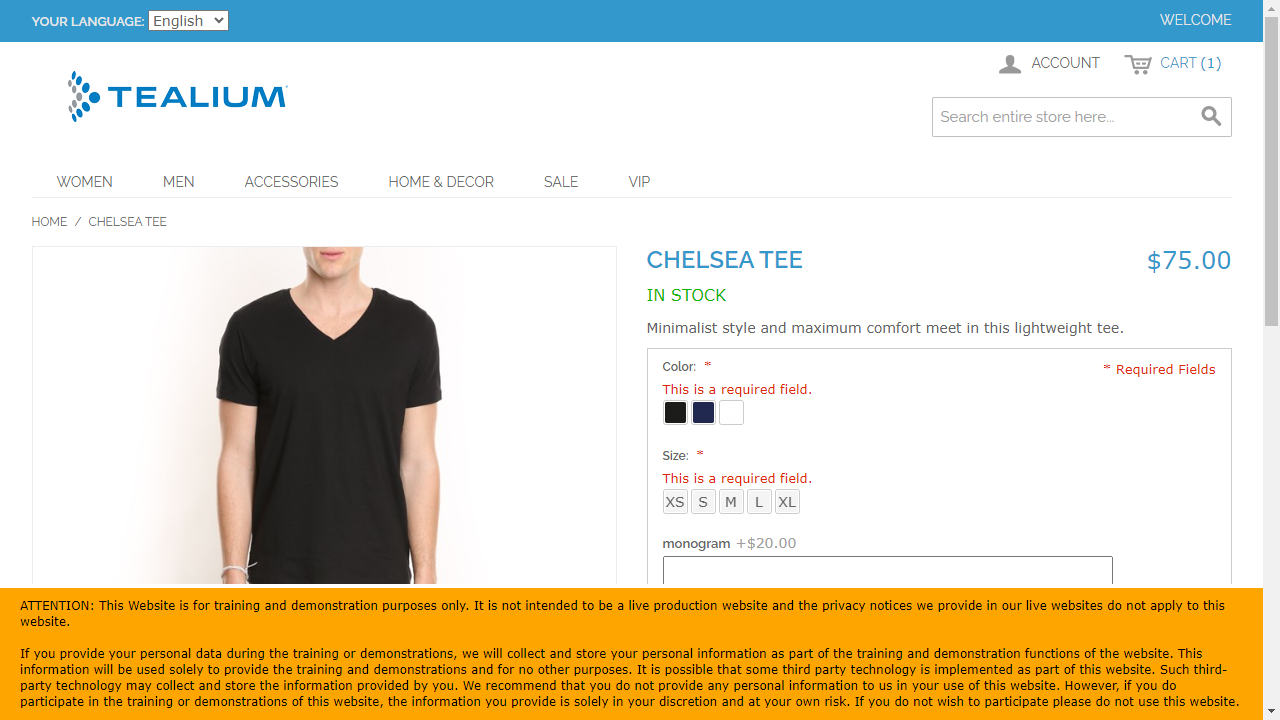 YOUR LANGUAGE: English
WELCOME
ACCOUNT
CART (1)
TEALIUM
Search entire store here...
WOMEN MEN ACCESSORIES HOME & DECOR SALE VIP
HOME / CHELSEA TEE
CHELSEA TEE
$75.00
IN STOCK
Minimalist style and maximum comfort meet in this lightweight tee.
Color: *
* Required Fields
This is a required field.
Size: *
This is a required field.
XS S M L XL
monogram +$20.00
ATTENTION: This Website is for training and demonstration purposes only. It is not intended to be a live production website and the privacy notices we provide in our live websites do not apply to this
website.
If you provide your personal data during the training or demonstrations, we will collect and store your personal information as part of the training and demonstration functions of the website. This
information will be used solely to provide the training and demonstrations and for no other purposes. It is possible that some third party technology is implemented as part of this website. Such third-
party technology may collect and store the information provided by you. We recommend that you do not provide any personal information to us in your use of this website. However, if you do
participate in the training or demonstrations of this website, the information you provide is solely in your discretion and at your own risk. If you do not wish to participate please do not use this website.